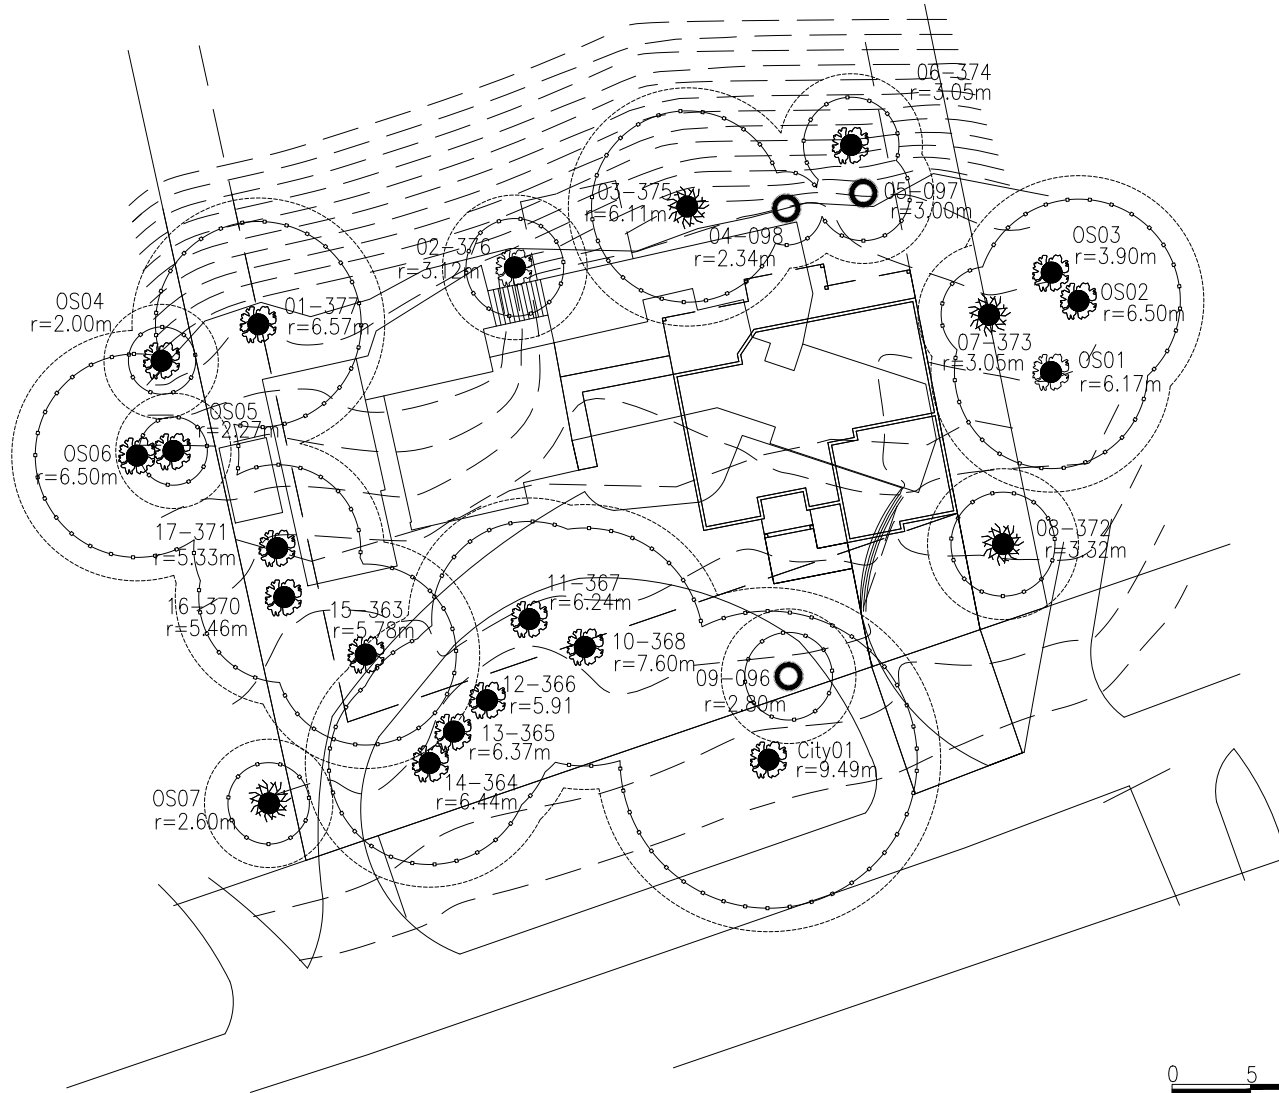 06-374
r=3.05m
03-375
r=6.11m
05-097
r=3.00m
04-098
r=2.34m
02-376
r=3.12m
OS03
r=3.90m
OS02
r=6.50m
OS04
r=2.00m
01-377
r=6.57m
07-373
r=3.05m
OS01
r=6.17m
OS05
r=2.27m
OS06
r=6.50m
17-371
r=5.33m
08-372
r=3.32m
16-370
r=5.46m
15-363
r=5.78m
11-367
r=6.24m
10-368
r=7.60m
09-096
r=2.80m
12-366
r=5.91
13-365
r=6.37m
14-364
r=6.44m
City01
r=9.49m
OS07
r=2.60m
0 5